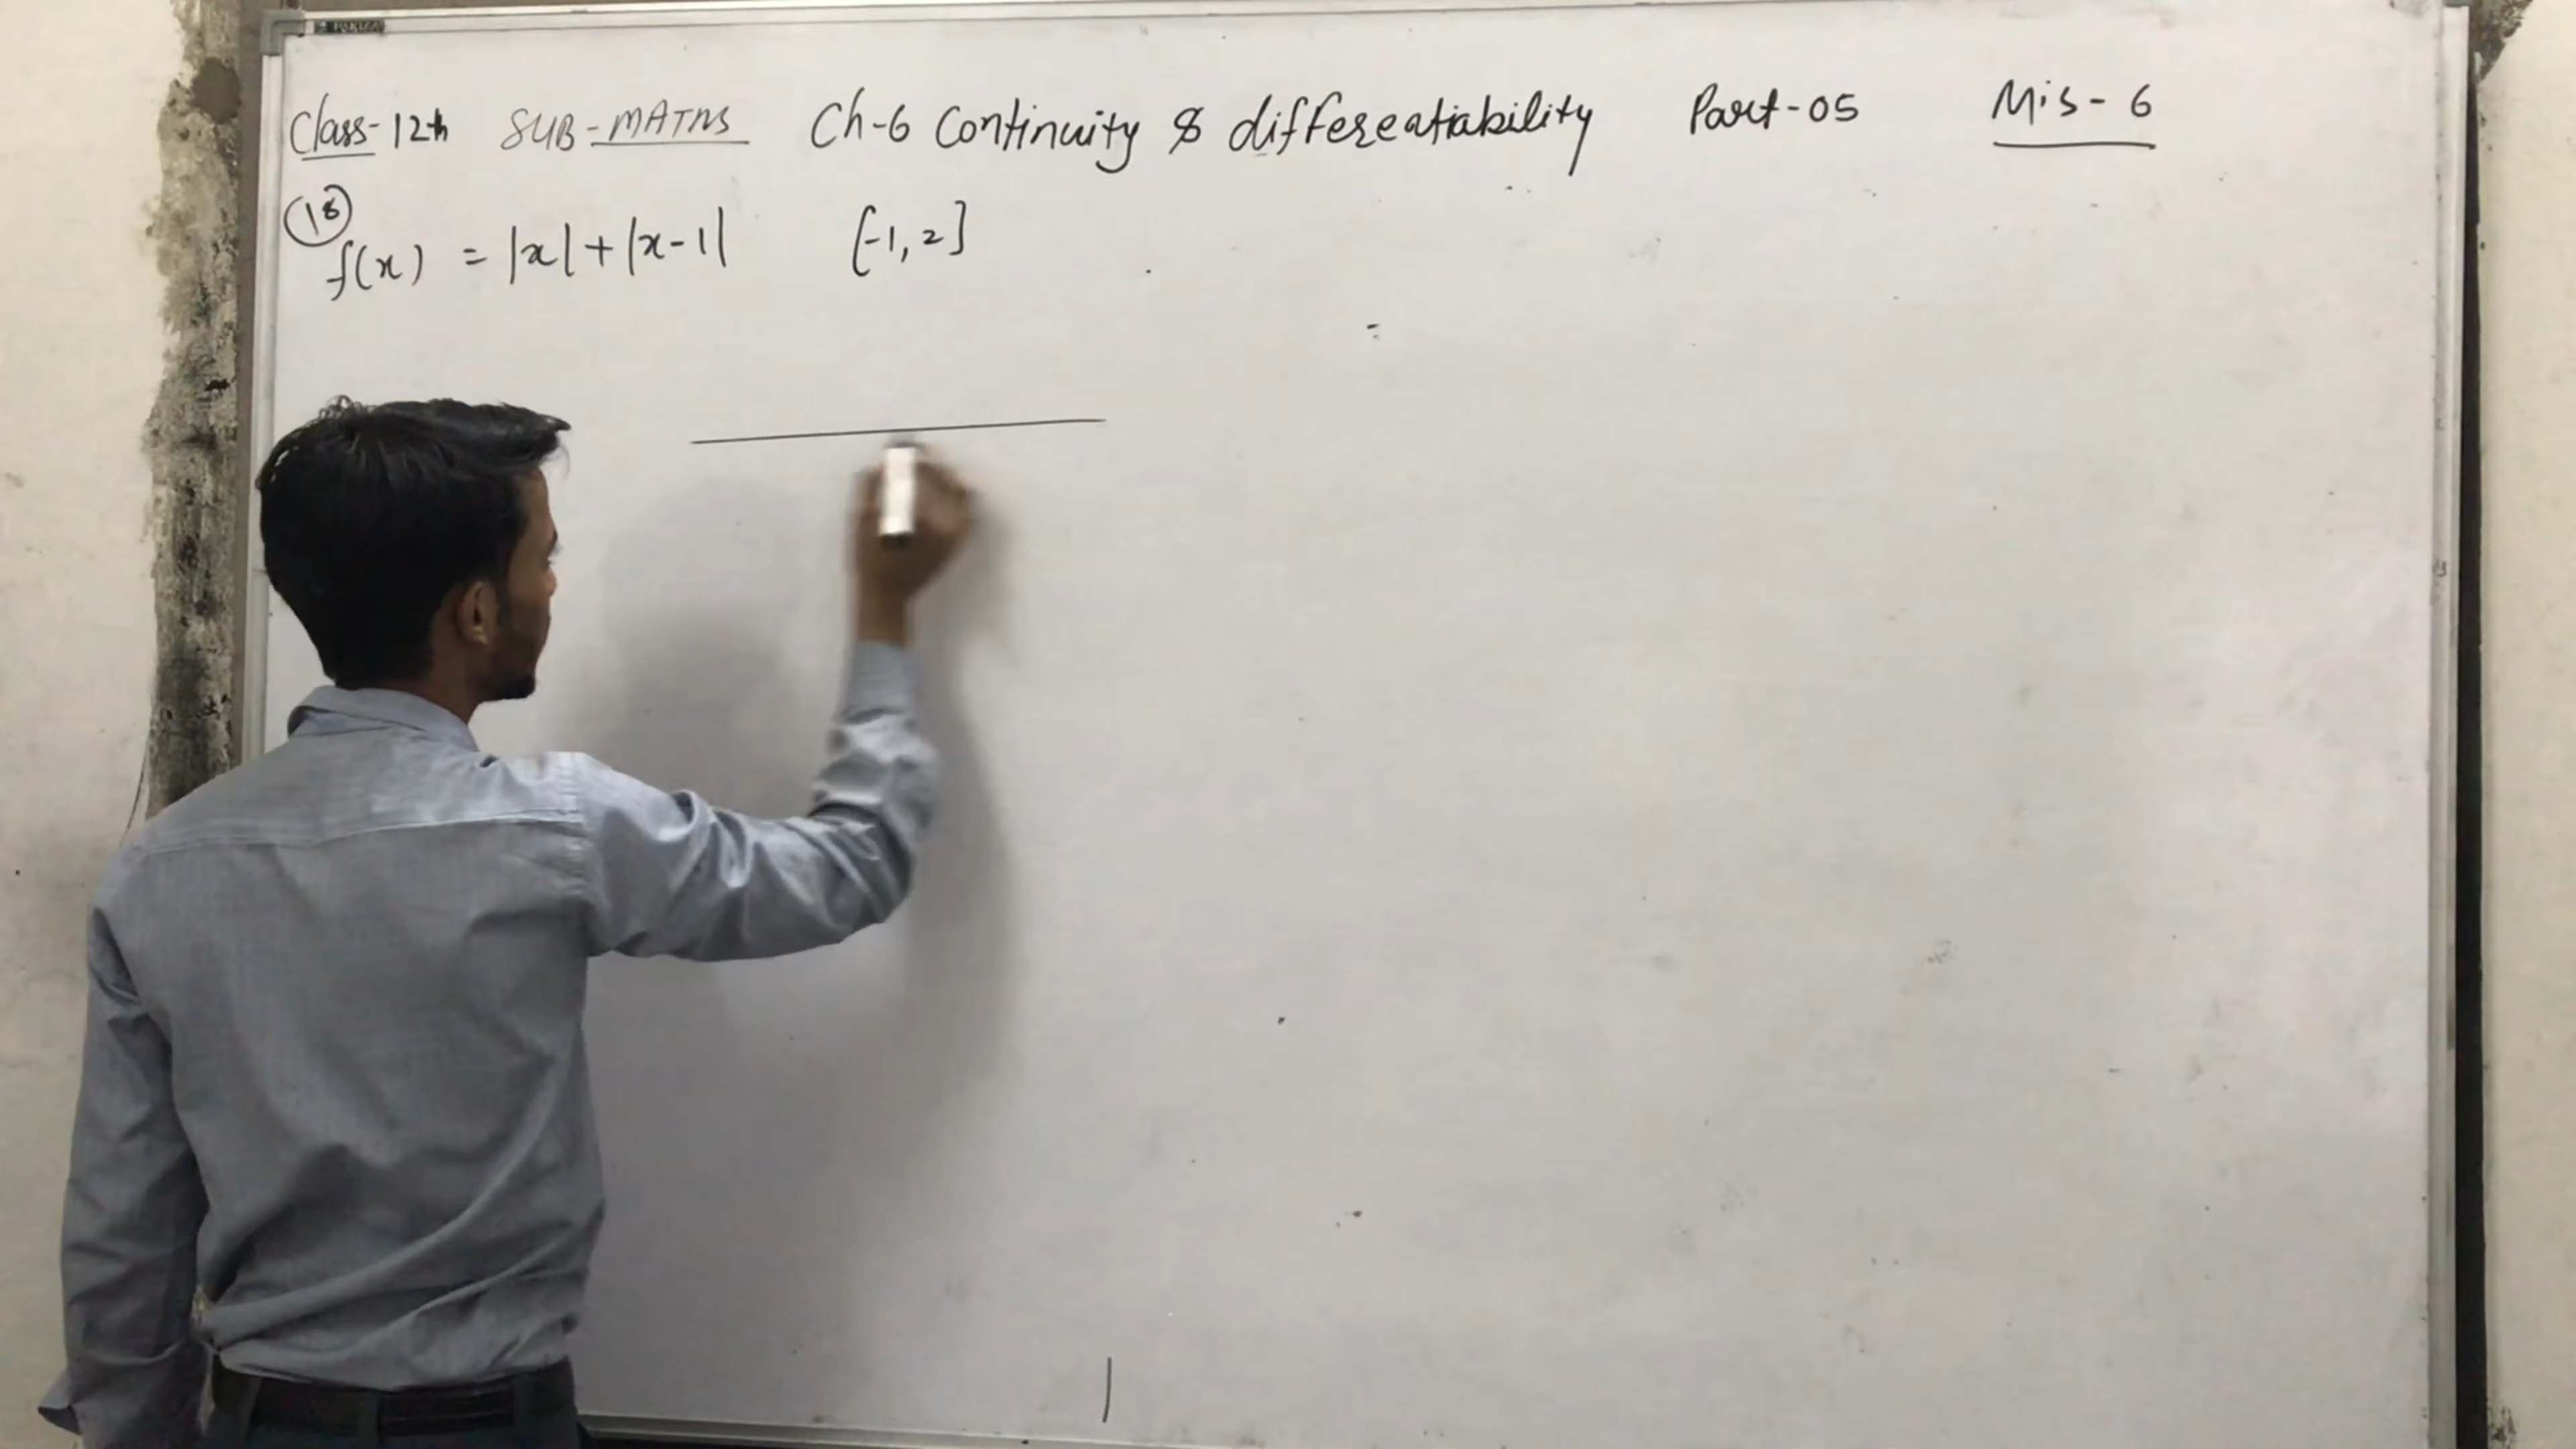 Class-12th SUB-MATHS Ch-6 Continuity & differeatiability Part-05 Mis-6
18
f(x) = |x|+|x-1| [-1,2]
=